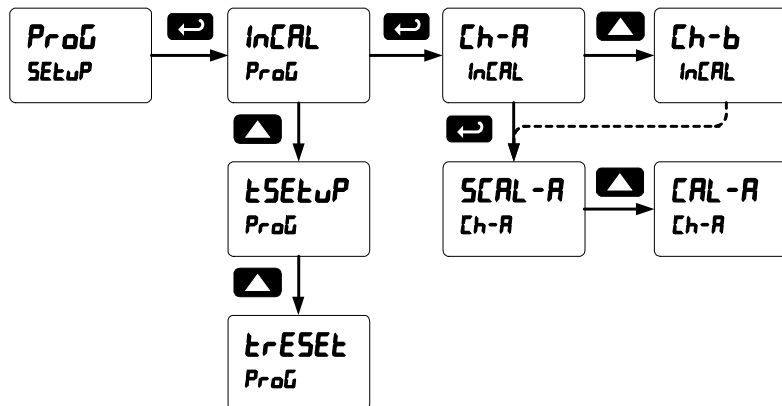 ProG
SEtuP
InCAL
ProG
Ch-A
InCAL
Ch-b
InCAL
tSEtuP
ProG
SCAL-A
Ch-A
CAL-A
Ch-A
trESEt
ProG